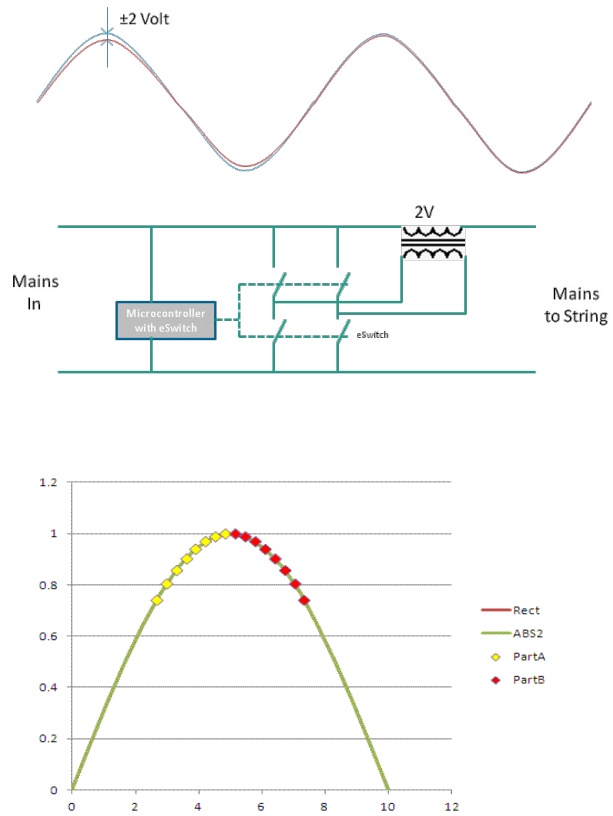 ±2 Volt
2V
Mains
In
Microcontroller
with eSwitch
eSwitch
Mains
to String
1.2
1
0.8
0.6
0.4
0.2
0
0 2 4 6 8 10 12
Rect
ABS2
PartA
PartB